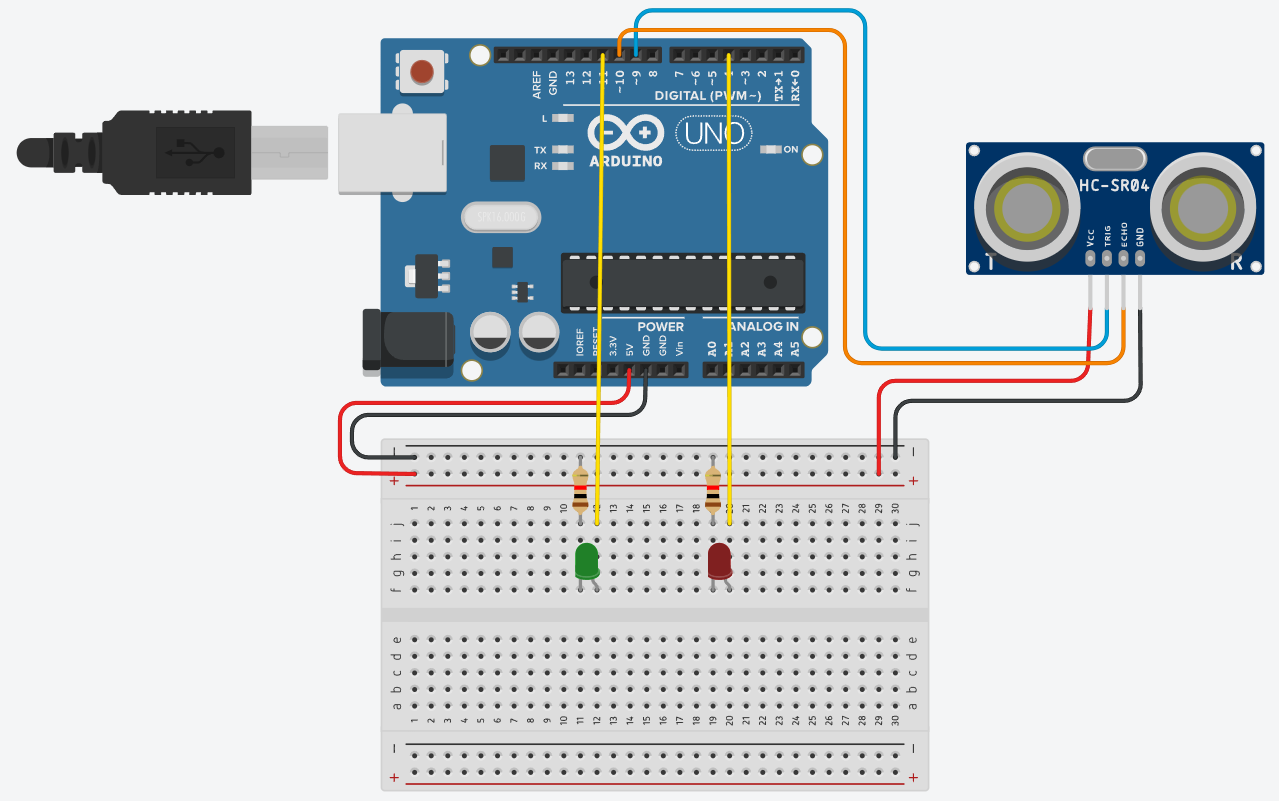 AREF
GND
13
12
~10
~9
8
7
~6
~5
~3
2
TX→1
RX←0
DIGITAL (PWM~)
L
TX
RX
ARDUINO
UNO
ON
SPK16.000G
IOREF
RESET
3.3V
5V
GND
GND
Vin
POWER
ANALOG IN
A0
A1
A2
A3
A4
A5
HC-SR04
VCC
TRIG
ECHO
GND
T
R
− −
+ +
1 2 3 4 5 6 7 8 9 10 11 13 14 15 16 17 18 19 21 22 23 24 25 26 27 28 29 30
j j
i i
h h
g g
f f
e e
d d
c c
b b
a a
1 2 3 4 5 6 7 8 9 10 11 12 13 14 15 16 17 18 19 20 21 22 23 24 25 26 27 28 29 30
− −
+ +